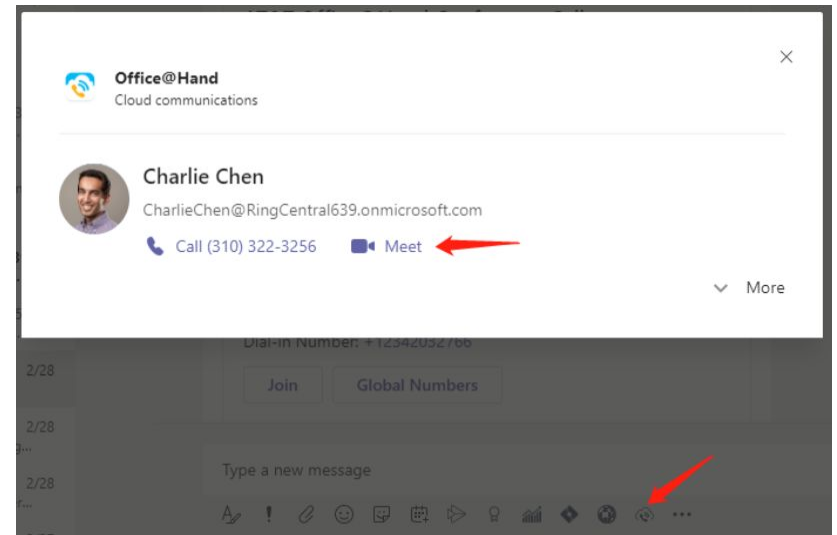 Office@Hand
Cloud communications
Charlie Chen
CharlieChen@RingCentral639.onmicrosoft.com
Call (310) 322-3256 Meet
More
Dial-in Number: +12342032766
2/28
Join Global Numbers
2/28
Type a new message
2/28